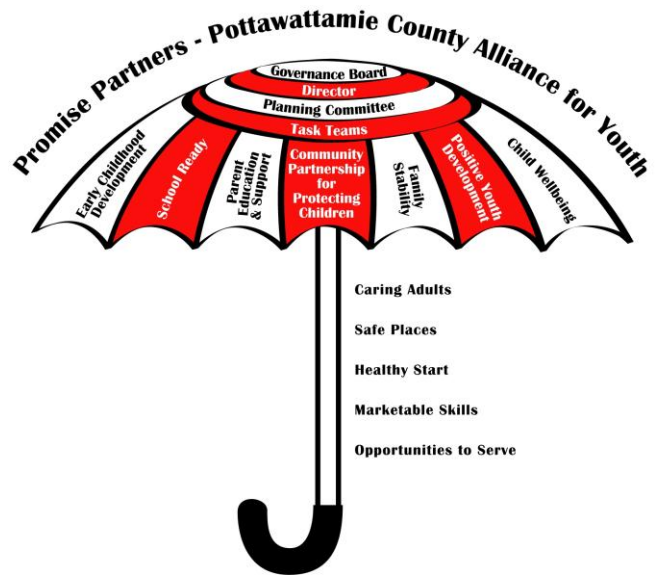 Promise Partners - Pottawattamie County Alliance for Youth
Governance Board
Director
Planning Committee
Task Teams
Early Childhood
Development
School Ready
Parent
Education
& Support
Community
Partnership
for
Protecting
Children
Family
Stability
Positive Youth
Development
Child Wellbeing
Caring Adults
Safe Places
Healthy Start
Marketable Skills
Opportunities to Serve